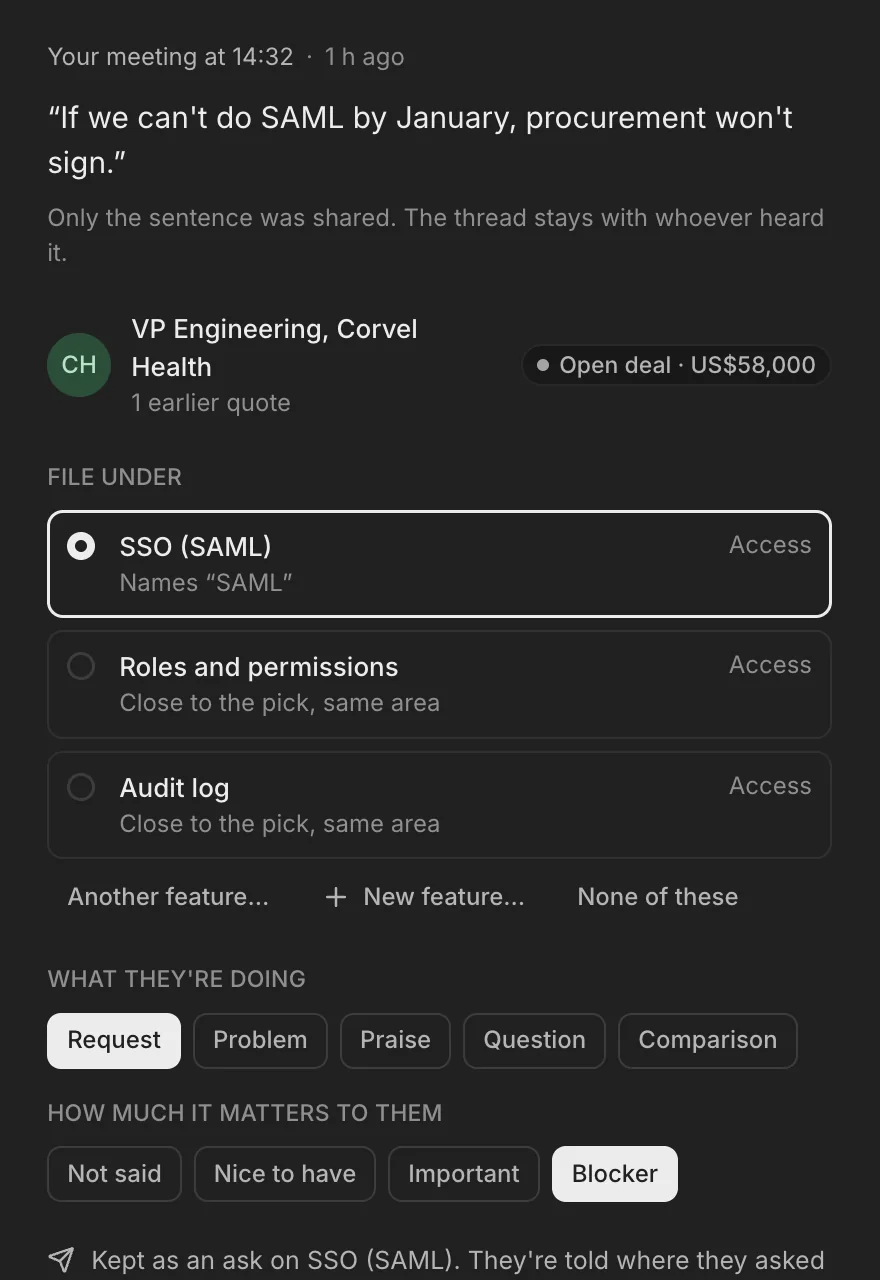 Your meeting at 14:32 · 1 h ago
“If we can't do SAML by January, procurement won't
sign.”
Only the sentence was shared. The thread stays with whoever heard
it.
CH
VP Engineering, Corvel
Health
1 earlier quote
Open deal · US$58,000
FILE UNDER
SSO (SAML)
Access
Names “SAML”
Roles and permissions
Access
Close to the pick, same area
Audit log
Access
Close to the pick, same area
Another feature...
New feature...
None of these
WHAT THEY'RE DOING
Request
Problem
Praise
Question
Comparison
HOW MUCH IT MATTERS TO THEM
Not said
Nice to have
Important
Blocker
Kept as an ask on SSO (SAML). They're told where they asked